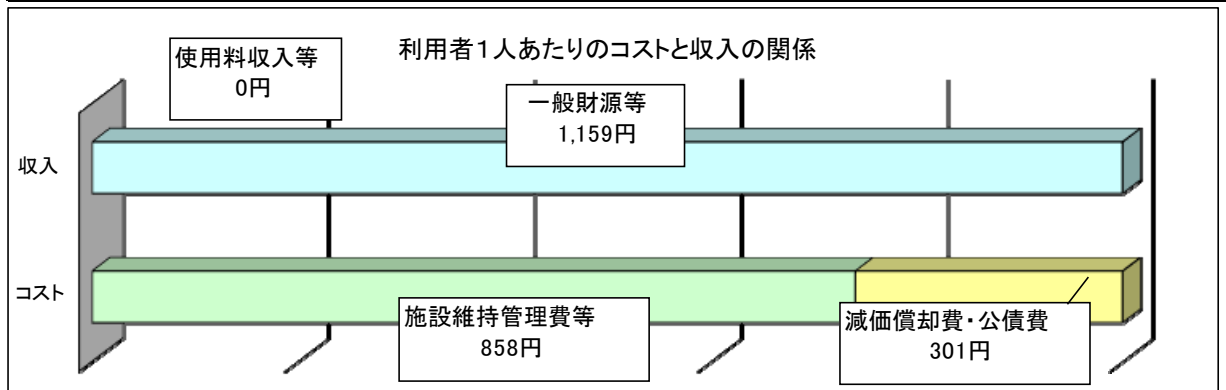 利用者１人あたりのコストと収入の関係
使用料収入等
0円
一般財源等
1,159円
収入
コスト
施設維持管理費等
858円
減価償却費・公債費
301円